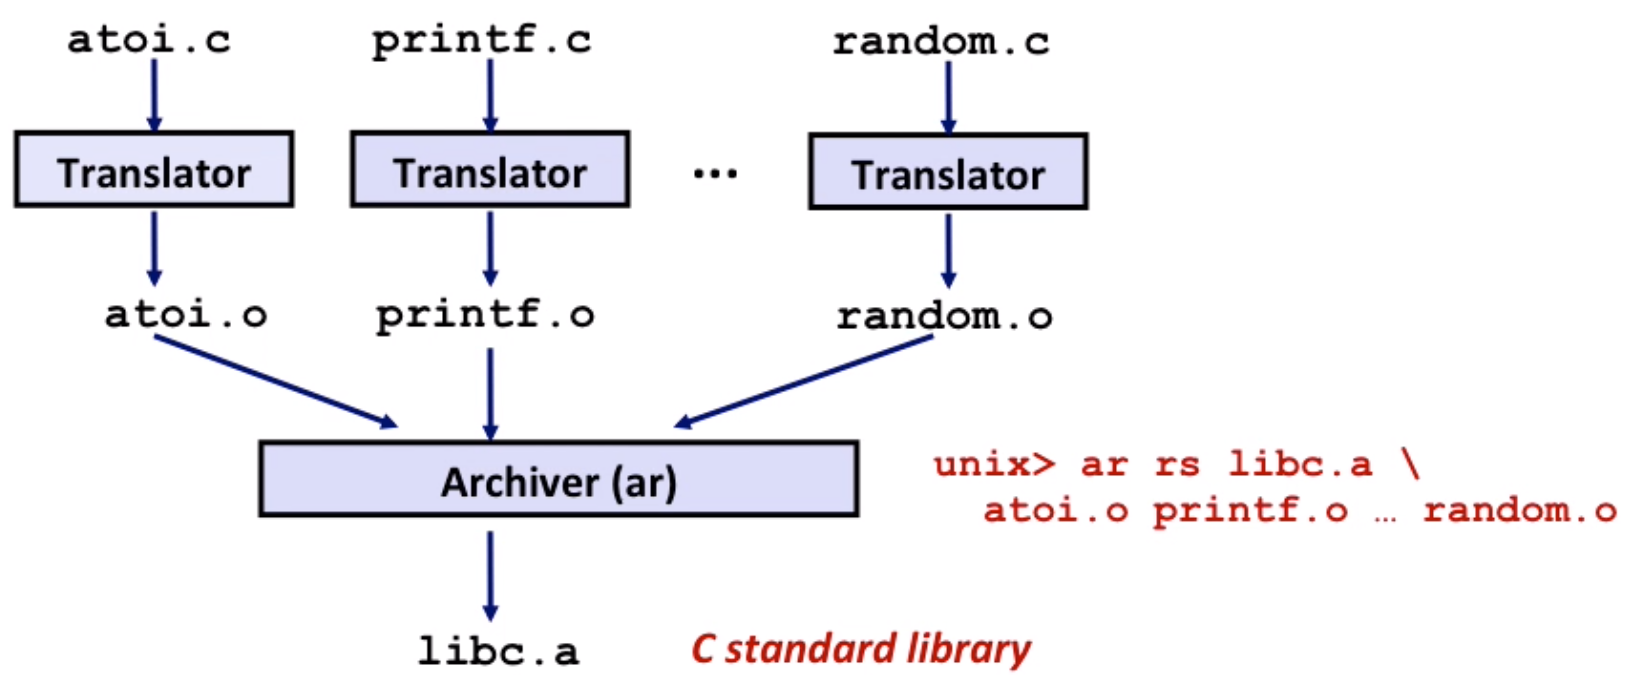 atoi.c printf.c random.c
Translator Translator ... Translator
atoi.o printf.o random.o
Archiver (ar)
unix> ar rs libc.a \
atoi.o printf.o … random.o
libc.a C standard library